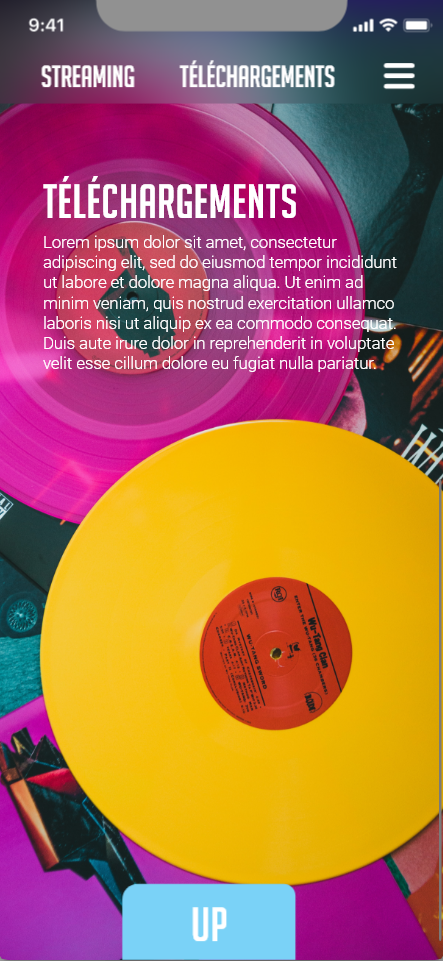 9:41
STREAMING TÉLÉCHARGEMENTS
TÉLÉCHARGEMENTS
Lorem ipsum dolor sit amet, consectetur
adipiscing elit, sed do eiusmod tempor incididunt
ut labore et dolore magna aliqua. Ut enim ad
minim veniam, quis nostrud exercitation ullamco
laboris nisi ut aliquip ex ea commodo consequat.
Duis aute irure dolor in reprehenderit in voluptate
velit esse cillum dolore eu fugiat nulla pariatur.
Wu-Tang Clan
WU-TANG SWORD
UP